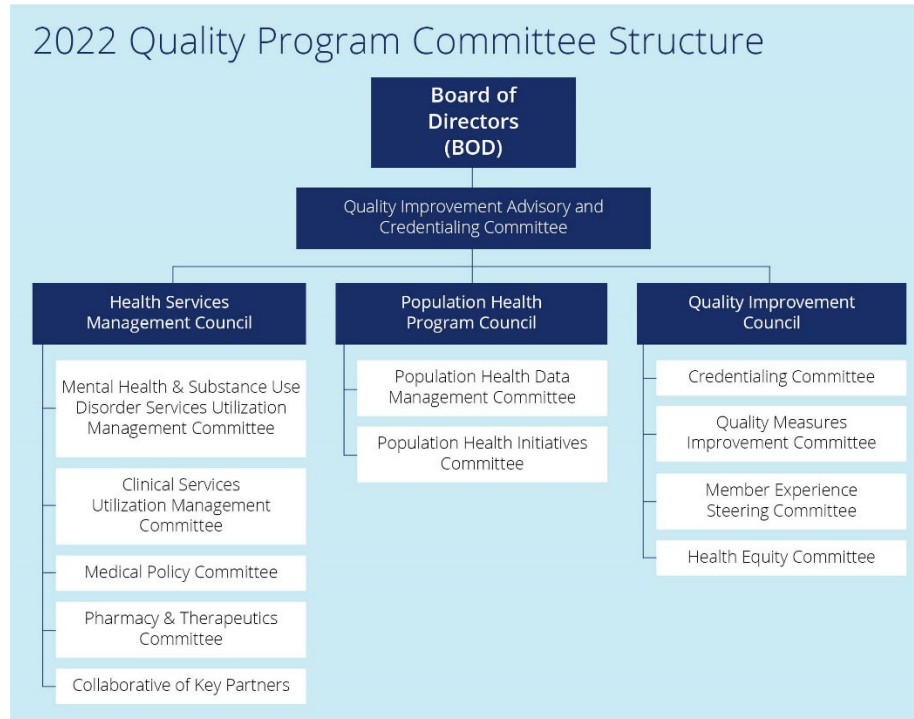 2022 Quality Program Committee Structure
Board of
Directors
(BOD)
Quality Improvement Advisory and
Credentialing Committee
Health Services
Management Council
Mental Health & Substance Use
Disorder Services Utilization
Management Committee
Clinical Services
Utilization Management
Committee
Medical Policy Committee
Pharmacy & Therapeutics
Committee
Collaborative of Key Partners
Population Health
Program Council
Population Health Data
Management Committee
Population Health Initiatives
Committee
Quality Improvement
Council
Credentialing Committee
Quality Measures
Improvement Committee
Member Experience
Steering Committee
Health Equity Committee